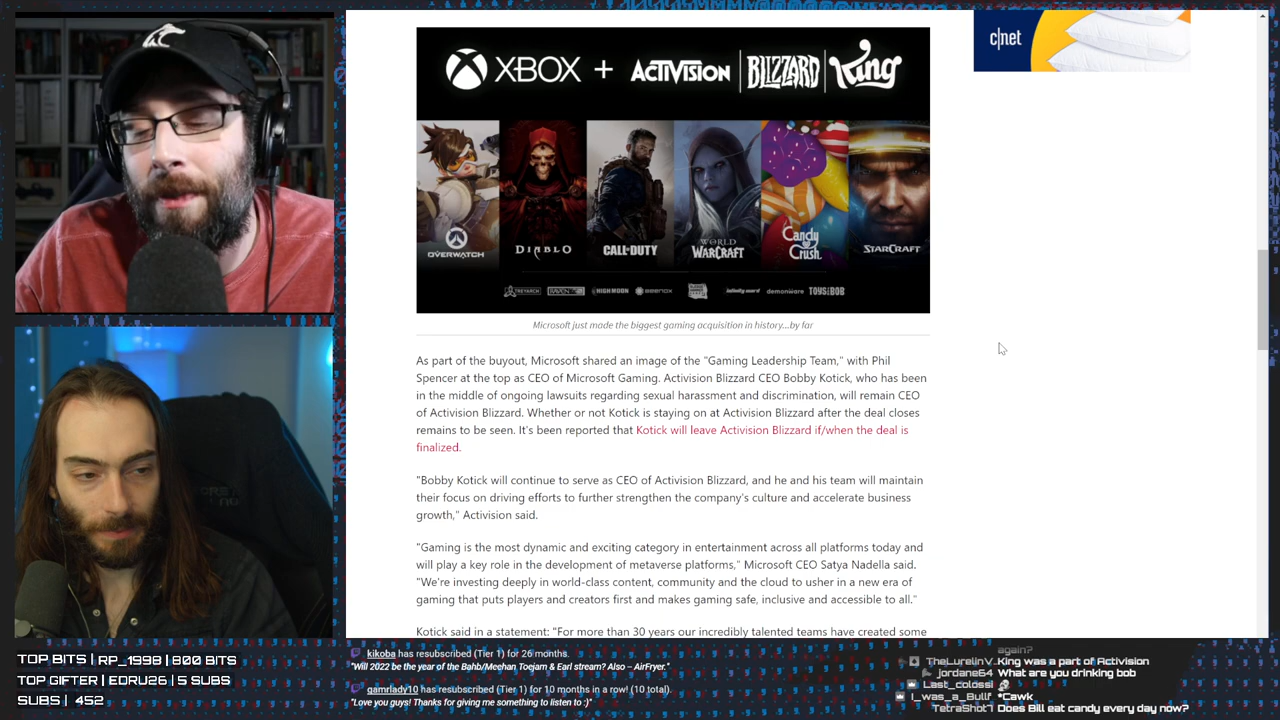 XBOX + ACTIVISION | BLIZZARD | King
OVERWATCH
DIABLO
CALL OF DUTY
WORLD WARCRAFT
Candy Crush
STARCRAFT
TREYARCH RAVEN HIGH MOON BEENOX infinity ward demonware TOYS BOB
Microsoft just made the biggest gaming acquisition in history...by far
c|net
As part of the buyout, Microsoft shared an image of the "Gaming Leadership Team," with Phil
Spencer at the top as CEO of Microsoft Gaming. Activision Blizzard CEO Bobby Kotick, who has been
in the middle of ongoing lawsuits regarding sexual harassment and discrimination, will remain CEO
of Activision Blizzard. Whether or not Kotick is staying on at Activision Blizzard after the deal closes
remains to be seen. It's been reported that Kotick will leave Activision Blizzard if/when the deal is
finalized.
"Bobby Kotick will continue to serve as CEO of Activision Blizzard, and he and his team will maintain
their focus on driving efforts to further strengthen the company's culture and accelerate business
growth," Activision said.
"Gaming is the most dynamic and exciting category in entertainment across all platforms today and
will play a key role in the development of metaverse platforms," Microsoft CEO Satya Nadella said.
"We're investing deeply in world-class content, community and the cloud to usher in a new era of
gaming that puts players and creators first and makes gaming safe, inclusive and accessible to all."
Kotick said in a statement: "For more than 30 years our incredibly talented teams have created some
TOP BITS | RP_1998 | 800 BITS
TOP GIFTER | EDRU26 | 5 SUBS
SUBS | 452
kikoba has resubscribed (Tier 1) for 26 months.
"Will 2022 be the year of the Bahb/Meehan Toejam & Earl stream? Also – AirFryer."
gamrlady10 has resubscribed (Tier 1) for 10 months in a row! (10 total).
"Love you guys! Thanks for giving me something to listen to :)"
again?
TheLurelinV.. King was a part of Activision
jordane64 What are you drinking bob
Last_colossi
I_was_a_Bullf *Cawk
TetraShot7 Does Bill eat candy every day now?